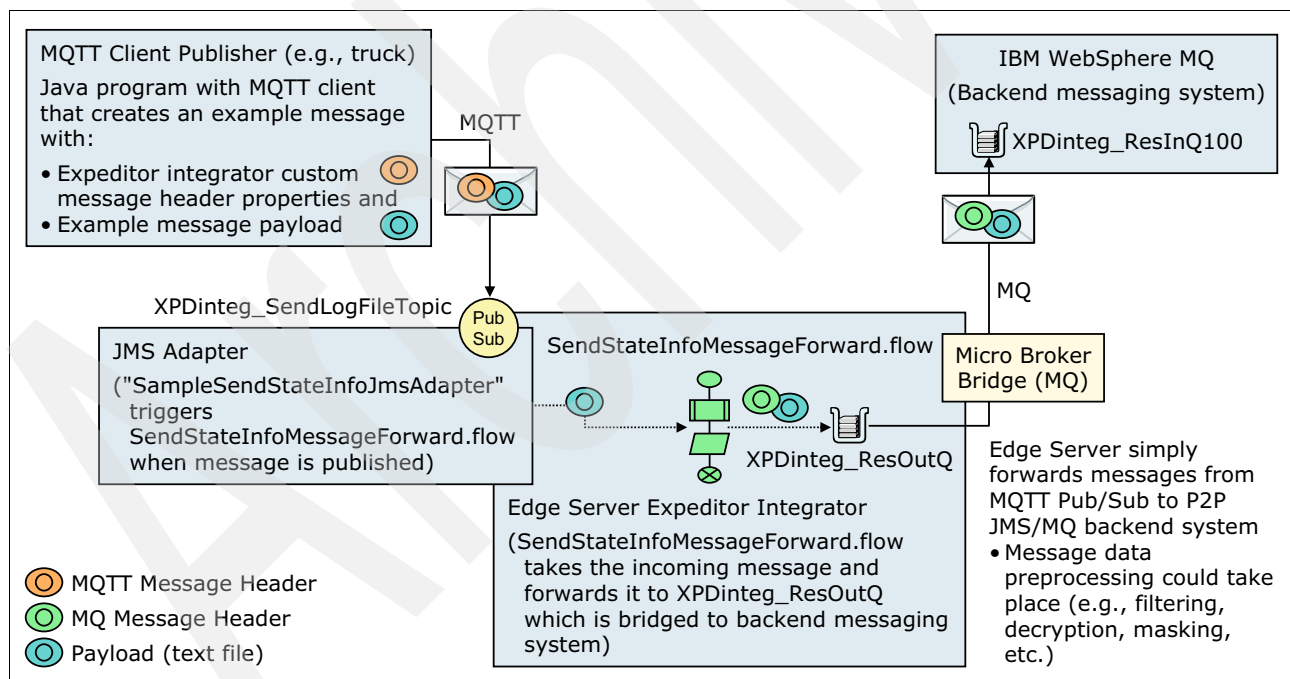 MQTT Client Publisher (e.g., truck)
Java program with MQTT client
that creates an example message
with:
• Expeditor integrator custom
message header properties and
• Example message payload
MQTT
IBM WebSphere MQ
(Backend messaging system)
XPDinteg_ResInQ100
MQ
XPDinteg_SendLogFileTopic
Pub
Sub
JMS Adapter
("SampleSendStateInfoJmsAdapter"
triggers
SendStateInfoMessageForward.flow
when message is published)
SendStateInfoMessageForward.flow
XPDinteg_ResOutQ
Micro Broker
Bridge (MQ)
Edge Server Expeditor Integrator
(SendStateInfoMessageForward.flow
takes the incoming message and
forwards it to XPDinteg_ResOutQ
which is bridged to backend messaging
system)
Edge Server simply
forwards messages from
MQTT Pub/Sub to P2P
JMS/MQ backend system
• Message data
preprocessing could take
place (e.g., filtering,
decryption, masking,
etc.)
MQTT Message Header
MQ Message Header
Payload (text file)